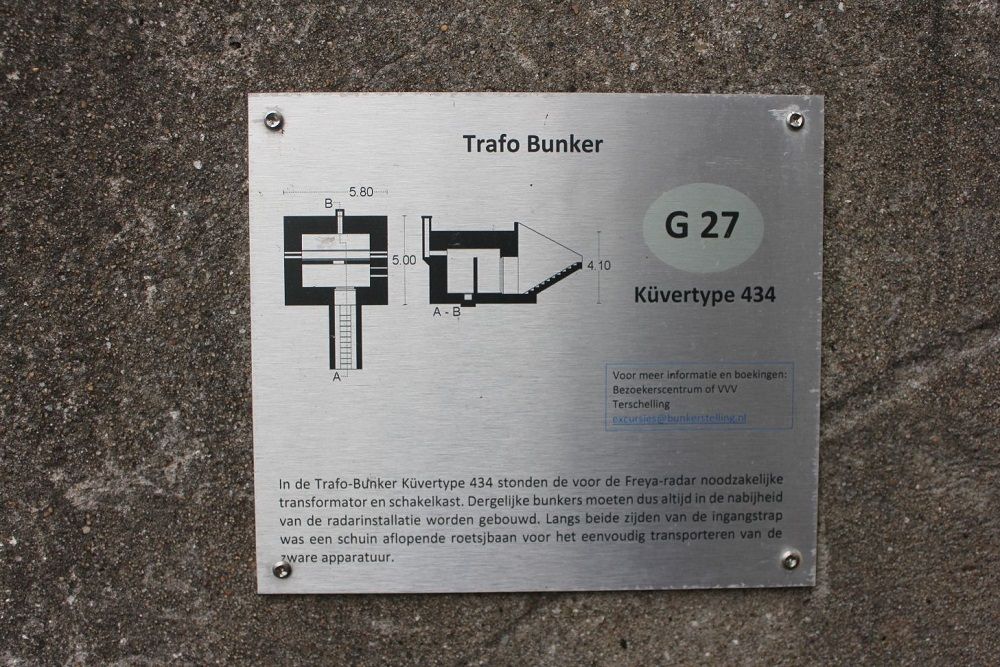 Trafo Bunker
5.80
B
5.00
A
4.10
A - B
G 27
Küvertype 434
Voor meer informatie en boekingen:
Bezoekerscentrum of VVV
Terschelling
excursies@bunkerstelling.nl
In de Trafo-Bunker Küvertype 434 stonden de voor de Freya-radar noodzakelijke
transformator en schakelkast. Dergelijke bunkers moeten dus altijd in de nabijheid
van de radarinstallatie worden gebouwd. Langs beide zijden van de ingangstrap
was een schuin aflopende roetsjbaan voor het eenvoudig transporteren van de
zware apparatuur.